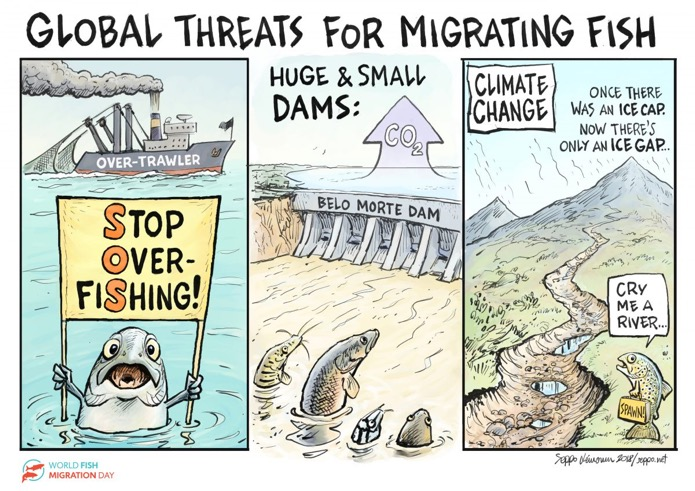 GLOBAL THREATS FOR MIGRATING FISH
OVER-TRAWLER
STOP
OVER-
FISHING!
HUGE & SMALL
DAMS:
CO2
BELO MORTE DAM
CLIMATE
CHANGE
ONCE THERE
WAS AN ICE CAP.
NOW THERE'S
ONLY AN ICE GAP..
CRY
ME A
RIVER...
SPAWN!
WORLD FISH
MIGRATION DAY
Seppo 2018/seppo.net